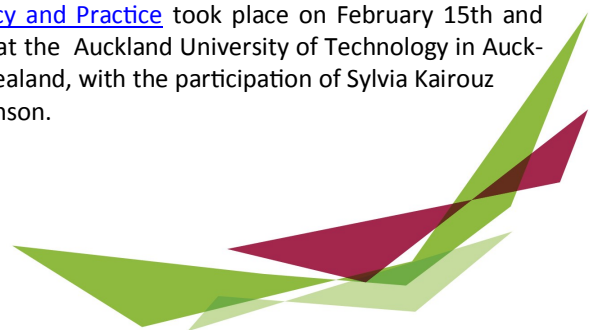 cy and Practice took place on February 15th and
at the Auckland University of Technology in Auck-
ealand, with the participation of Sylvia Kairouz
nson.